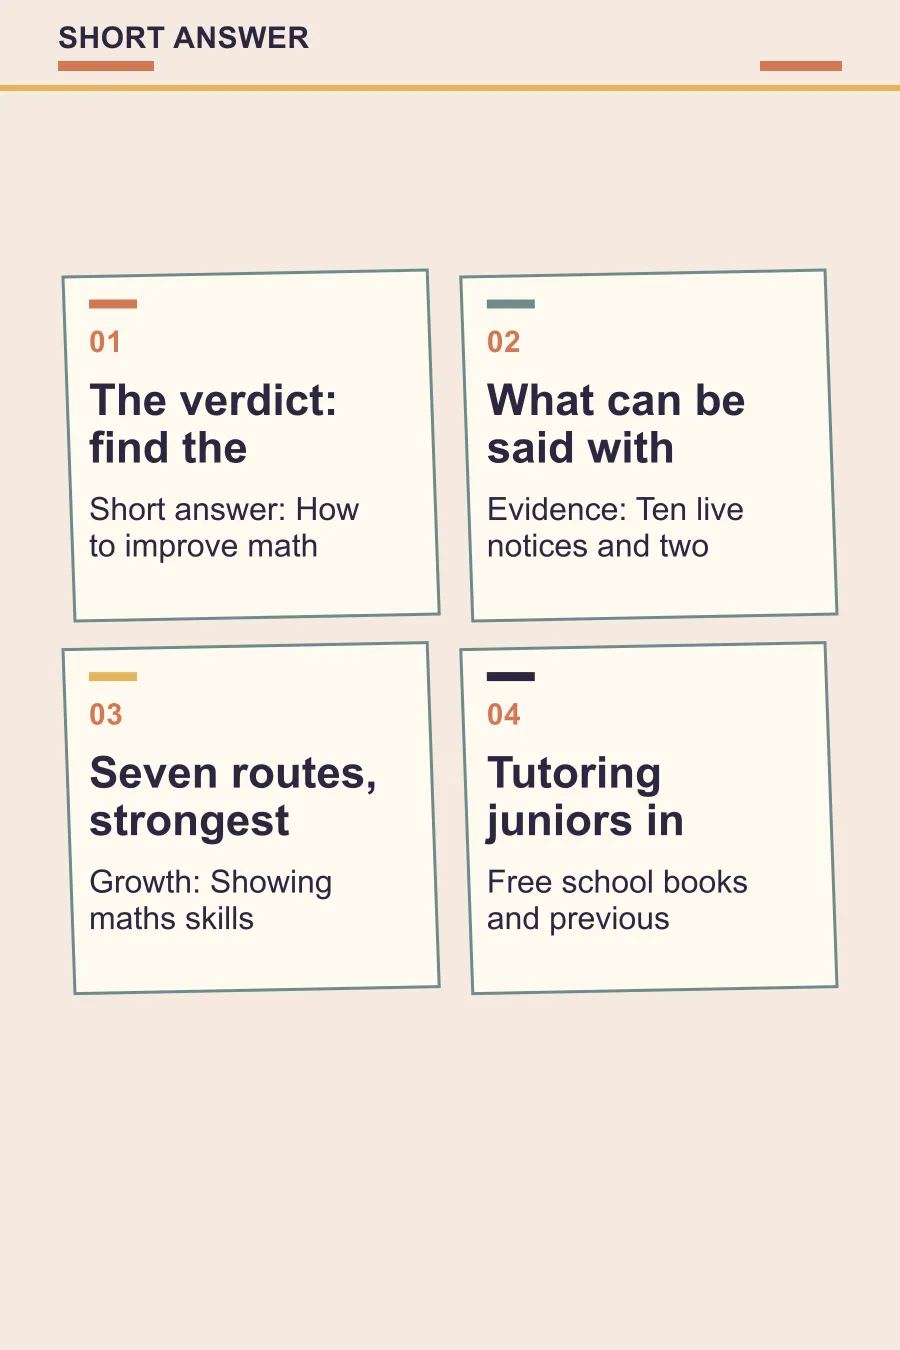 SHORT ANSWER
01
The verdict:
find the
Short answer: How
to improve math
02
What can be
said with
Evidence: Ten live
notices and two
03
Seven routes,
strongest
Growth: Showing
maths skills
04
Tutoring
juniors in
Free school books
and previous